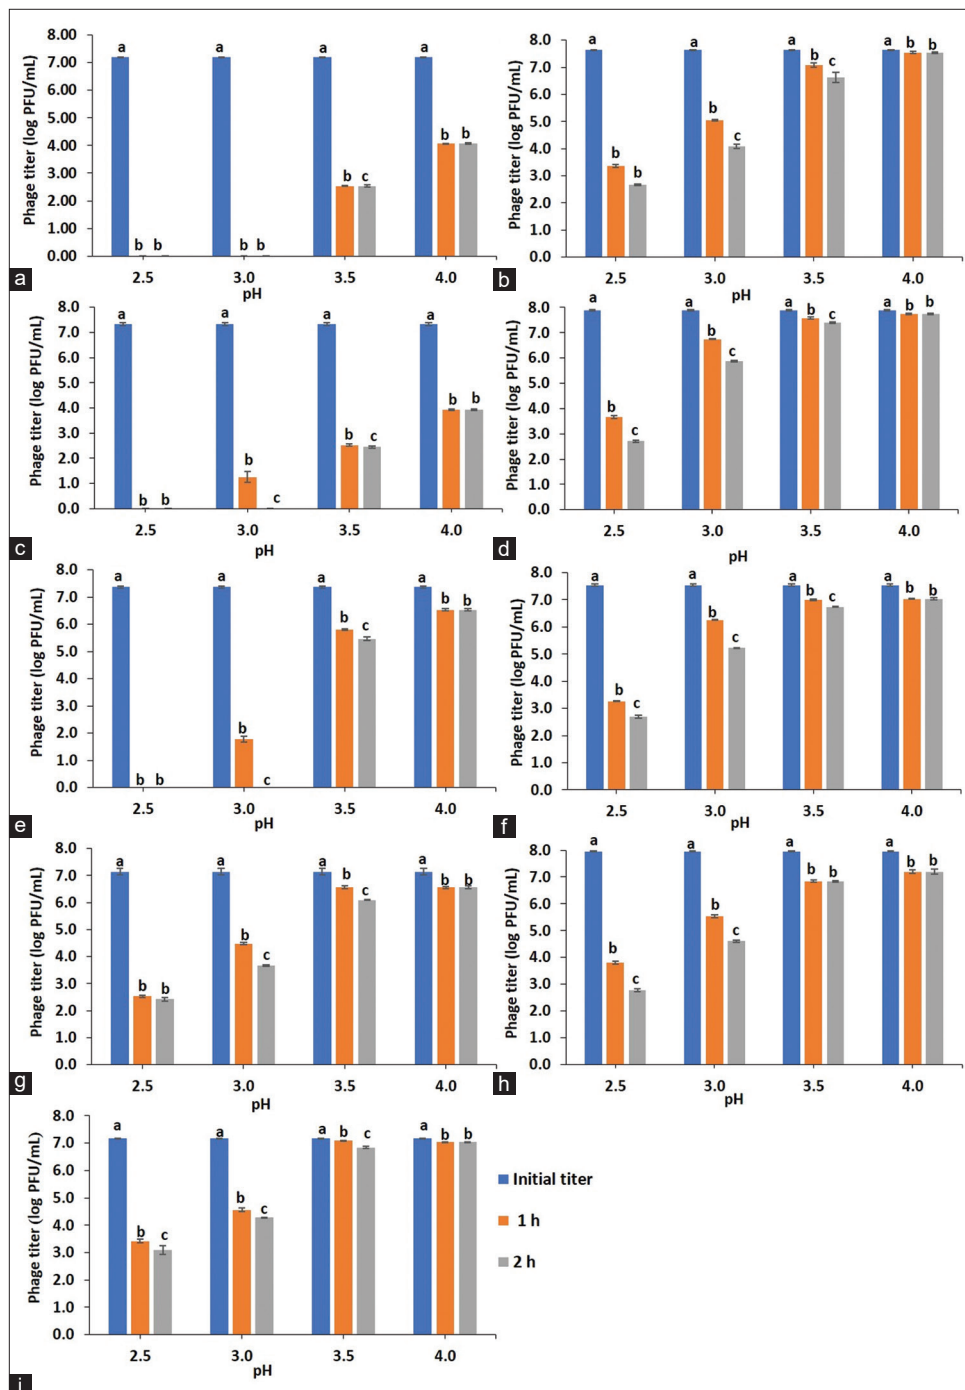 a a a a
8.00
7.00
6.00
5.00
4.00
3.00
2.00
1.00
0.00
Phage titer (log PFU/mL)
b b b b b c b b
2.5 3.0 3.5 4.0
pH
a
a a a a
8.0
7.0
6.0
5.0
4.0
3.0
2.0
1.0
0.0
Phage titer (log PFU/mL)
b b b c b c b b
2.5 3.0 3.5 4.0
pH
b
a a a a
8.0
7.0
6.0
5.0
4.0
3.0
2.0
1.0
0.0
Phage titer (log PFU/mL)
b b b c b c b b
2.5 3.0 3.5 4.0
pH
c
a a a a
8.0
7.0
6.0
5.0
4.0
3.0
2.0
1.0
0.0
Phage titer (log PFU/mL)
b c b c b c b b
2.5 3.0 3.5 4.0
pH
d
a a a a
8.0
7.0
6.0
5.0
4.0
3.0
2.0
1.0
0.0
Phage titer (log PFU/mL)
b b b c b c b b
2.5 3.0 3.5 4.0
pH
e
a a a a
8.0
7.0
6.0
5.0
4.0
3.0
2.0
1.0
0.0
Phage titer (log PFU/mL)
b c b c b c b b
2.5 3.0 3.5 4.0
pH
f
a a a a
8.0
7.0
6.0
5.0
4.0
3.0
2.0
1.0
0.0
Phage titer (log PFU/mL)
b b b c b c b b
2.5 3.0 3.5 4.0
pH
g
a a a a
8.0
7.0
6.0
5.0
4.0
3.0
2.0
1.0
0.0
Phage titer (log PFU/mL)
b c b c b b b b
2.5 3.0 3.5 4.0
pH
h
a a a a
8.0
7.0
6.0
5.0
4.0
3.0
2.0
1.0
0.0
Phage titer (log PFU/mL)
b c b c b c b b
2.5 3.0 3.5 4.0
pH
i
Initial titer
1 h
2 h